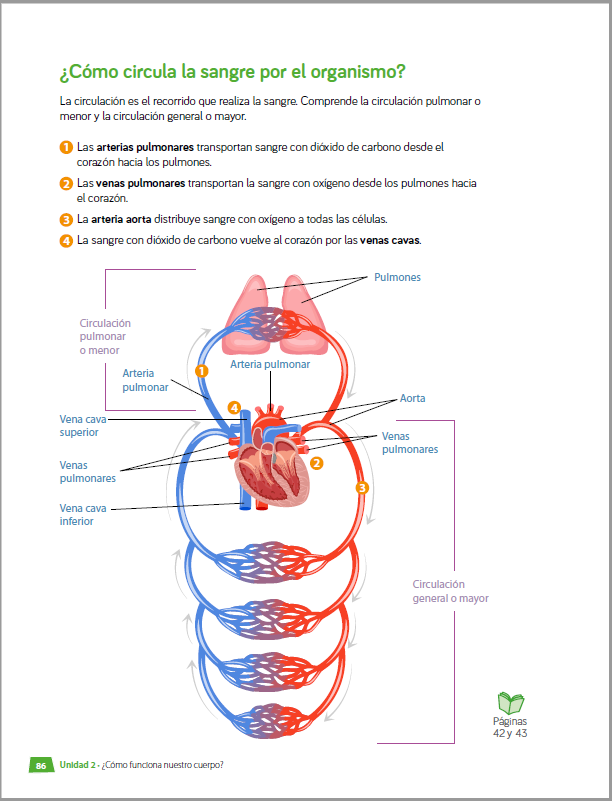 ¿Cómo circula la sangre por el organismo?
La circulación es el recorrido que realiza la sangre. Comprende la circulación pulmonar o
menor y la circulación general o mayor.
1 Las arterias pulmonares transportan sangre con dióxido de carbono desde el
corazón hacia los pulmones.
2 Las venas pulmonares transportan la sangre con oxígeno desde los pulmones hacia
el corazón.
3 La arteria aorta distribuye sangre con oxígeno a todas las células.
4 La sangre con dióxido de carbono vuelve al corazón por las venas cavas.
Pulmones
Circulación
pulmonar
o menor
Arteria pulmonar
1
Arteria
pulmonar
4
Aorta
Vena cava
superior
Venas
pulmonares
Venas
pulmonares
2
3
Vena cava
inferior
Circulación
general o mayor
Páginas
42 y 43
86 Unidad 2 • ¿Cómo funciona nuestro cuerpo?